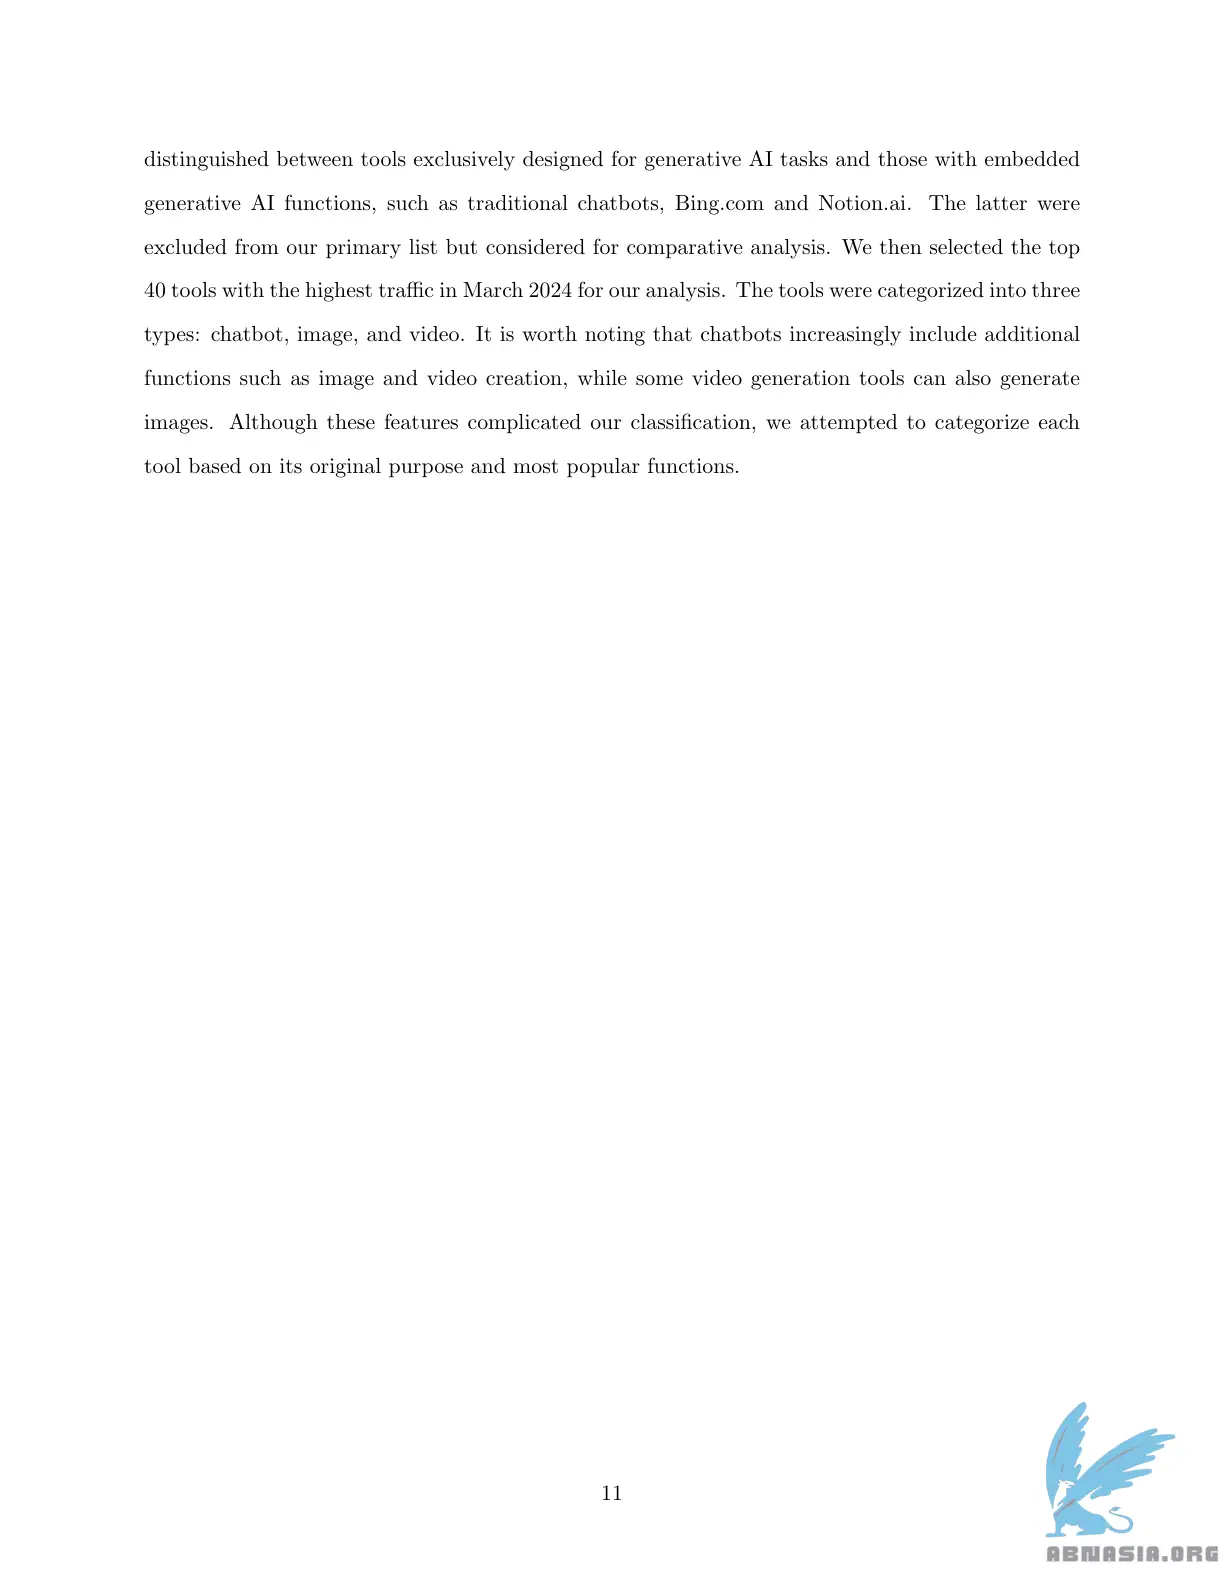 distinguished between tools exclusively designed for generative AI tasks and those with embedded
generative AI functions, such as traditional chatbots, Bing.com and Notion.ai. The latter were
excluded from our primary list but considered for comparative analysis. We then selected the top
40 tools with the highest traffic in March 2024 for our analysis. The tools were categorized into three
types: chatbot, image, and video. It is worth noting that chatbots increasingly include additional
functions such as image and video creation, while some video generation tools can also generate
images. Although these features complicated our classification, we attempted to categorize each
tool based on its original purpose and most popular functions.
11
ABNASIA.ORG